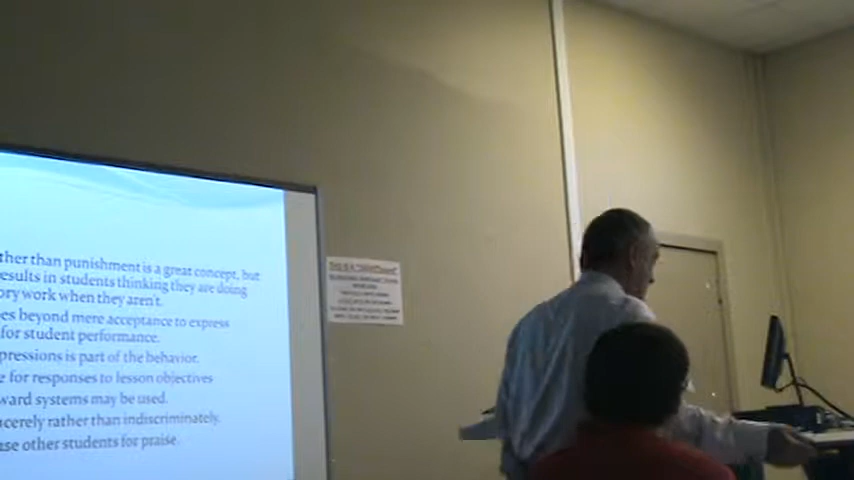 ther than punishment is a great concept, but
esults in students thinking they are doing
ory work when they aren't.
es beyond mere acceptance to express
for student performance.
pressions is part of the behavior.
e for responses to lesson objectives
ward systems may be used.
cerely rather than indiscriminately.
se other students for praise.